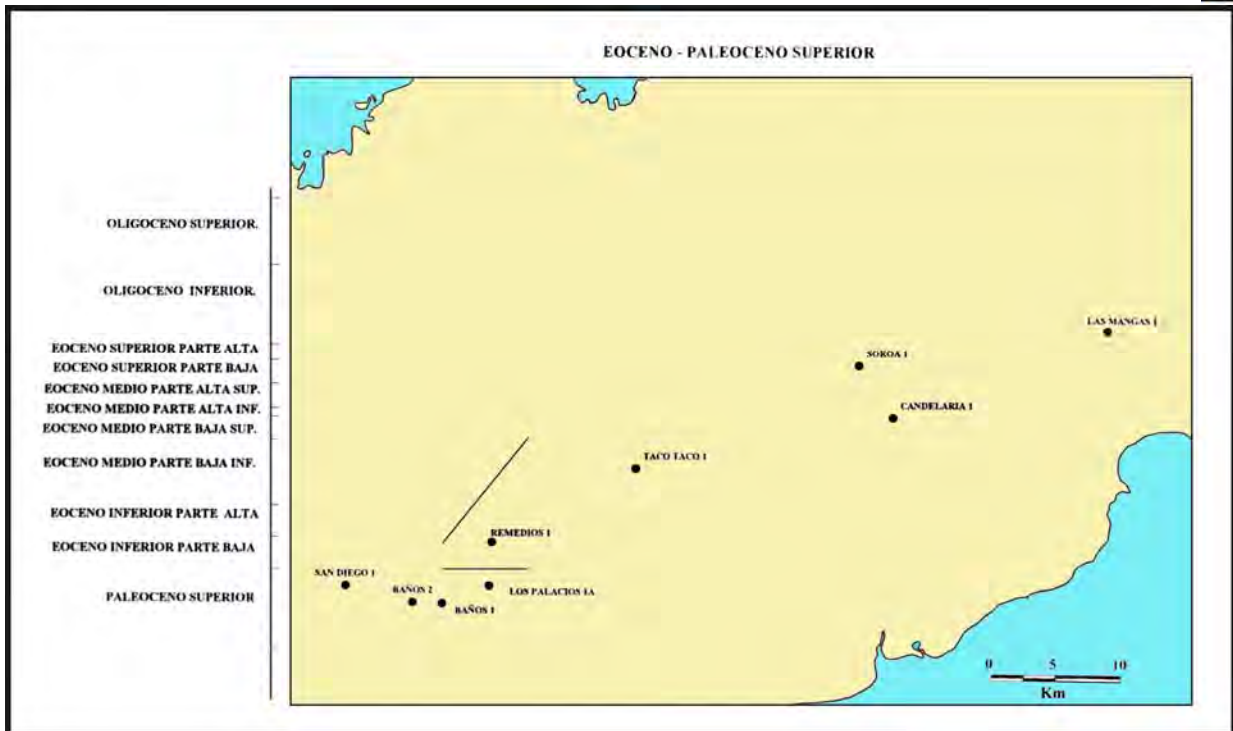 EOCENO - PALEOCENO SUPERIOR
OLIGOCENO SUPERIOR.
OLIGOCENO INFERIOR.
EOCENO SUPERIOR PARTE ALTA
EOCENO SUPERIOR PARTE BAJA
EOCENO MEDIO PARTE ALTA SUP.
EOCENO MEDIO PARTE ALTA INF.
EOCENO MEDIO PARTE BAJA SUP.
EOCENO MEDIO PARTE BAJA INF.
EOCENO INFERIOR PARTE ALTA
EOCENO INFERIOR PARTE BAJA
PALEOCENO SUPERIOR
LAS MANGAS 1
SOROA 1
CANDELARIA 1
TACO TACO 1
REMEDIOS 1
SAN DIEGO 1
BAÑOS 2
BAÑOS 1
LOS PALACIOS 1A
0 5 10
Km